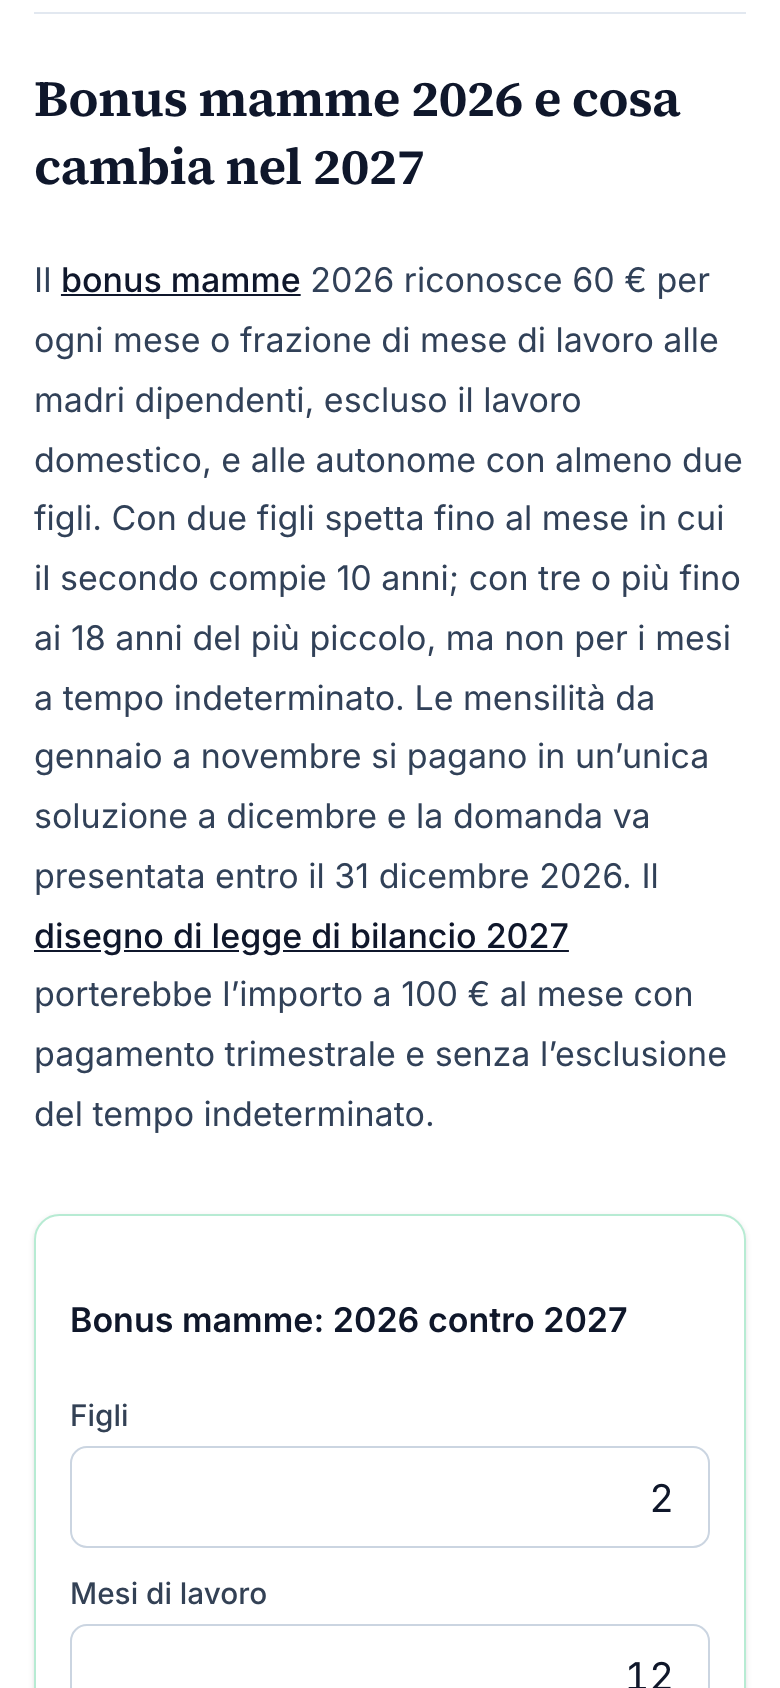 Bonus mamme 2026 e cosa
cambia nel 2027
Il bonus mamme 2026 riconosce 60 € per
ogni mese o frazione di mese di lavoro alle
madri dipendenti, escluso il lavoro
domestico, e alle autonome con almeno due
figli. Con due figli spetta fino al mese in cui
il secondo compie 10 anni; con tre o più fino
ai 18 anni del più piccolo, ma non per i mesi
a tempo indeterminato. Le mensilità da
gennaio a novembre si pagano in un’unica
soluzione a dicembre e la domanda va
presentata entro il 31 dicembre 2026. Il
disegno di legge di bilancio 2027
porterebbe l’importo a 100 € al mese con
pagamento trimestrale e senza l’esclusione
del tempo indeterminato.
Bonus mamme: 2026 contro 2027
Figli
2
Mesi di lavoro
12